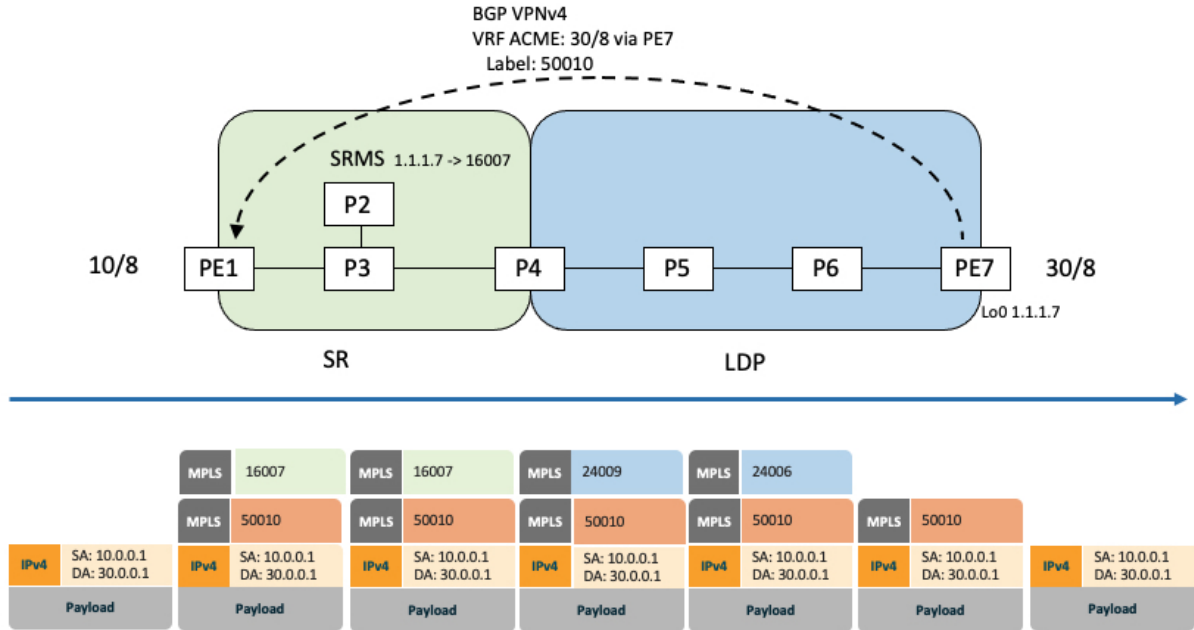 BGP VPNv4
VRF ACME: 30/8 via PE7
Label: 50010
SRMS 1.1.1.7 -> 16007
P2
10/8 PE1 P3 P4 P5 P6 PE7 30/8
Lo0 1.1.1.7
SR LDP
MPLS 16007 MPLS 16007 MPLS 24009 MPLS 24006
MPLS 50010 MPLS 50010 MPLS 50010 MPLS 50010 MPLS 50010
IPv4 SA: 10.0.0.1 IPv4 SA: 10.0.0.1 IPv4 SA: 10.0.0.1 IPv4 SA: 10.0.0.1 IPv4 SA: 10.0.0.1 IPv4 SA: 10.0.0.1 IPv4 SA: 10.0.0.1
DA: 30.0.0.1 DA: 30.0.0.1 DA: 30.0.0.1 DA: 30.0.0.1 DA: 30.0.0.1 DA: 30.0.0.1 DA: 30.0.0.1
Payload Payload Payload Payload Payload Payload Payload